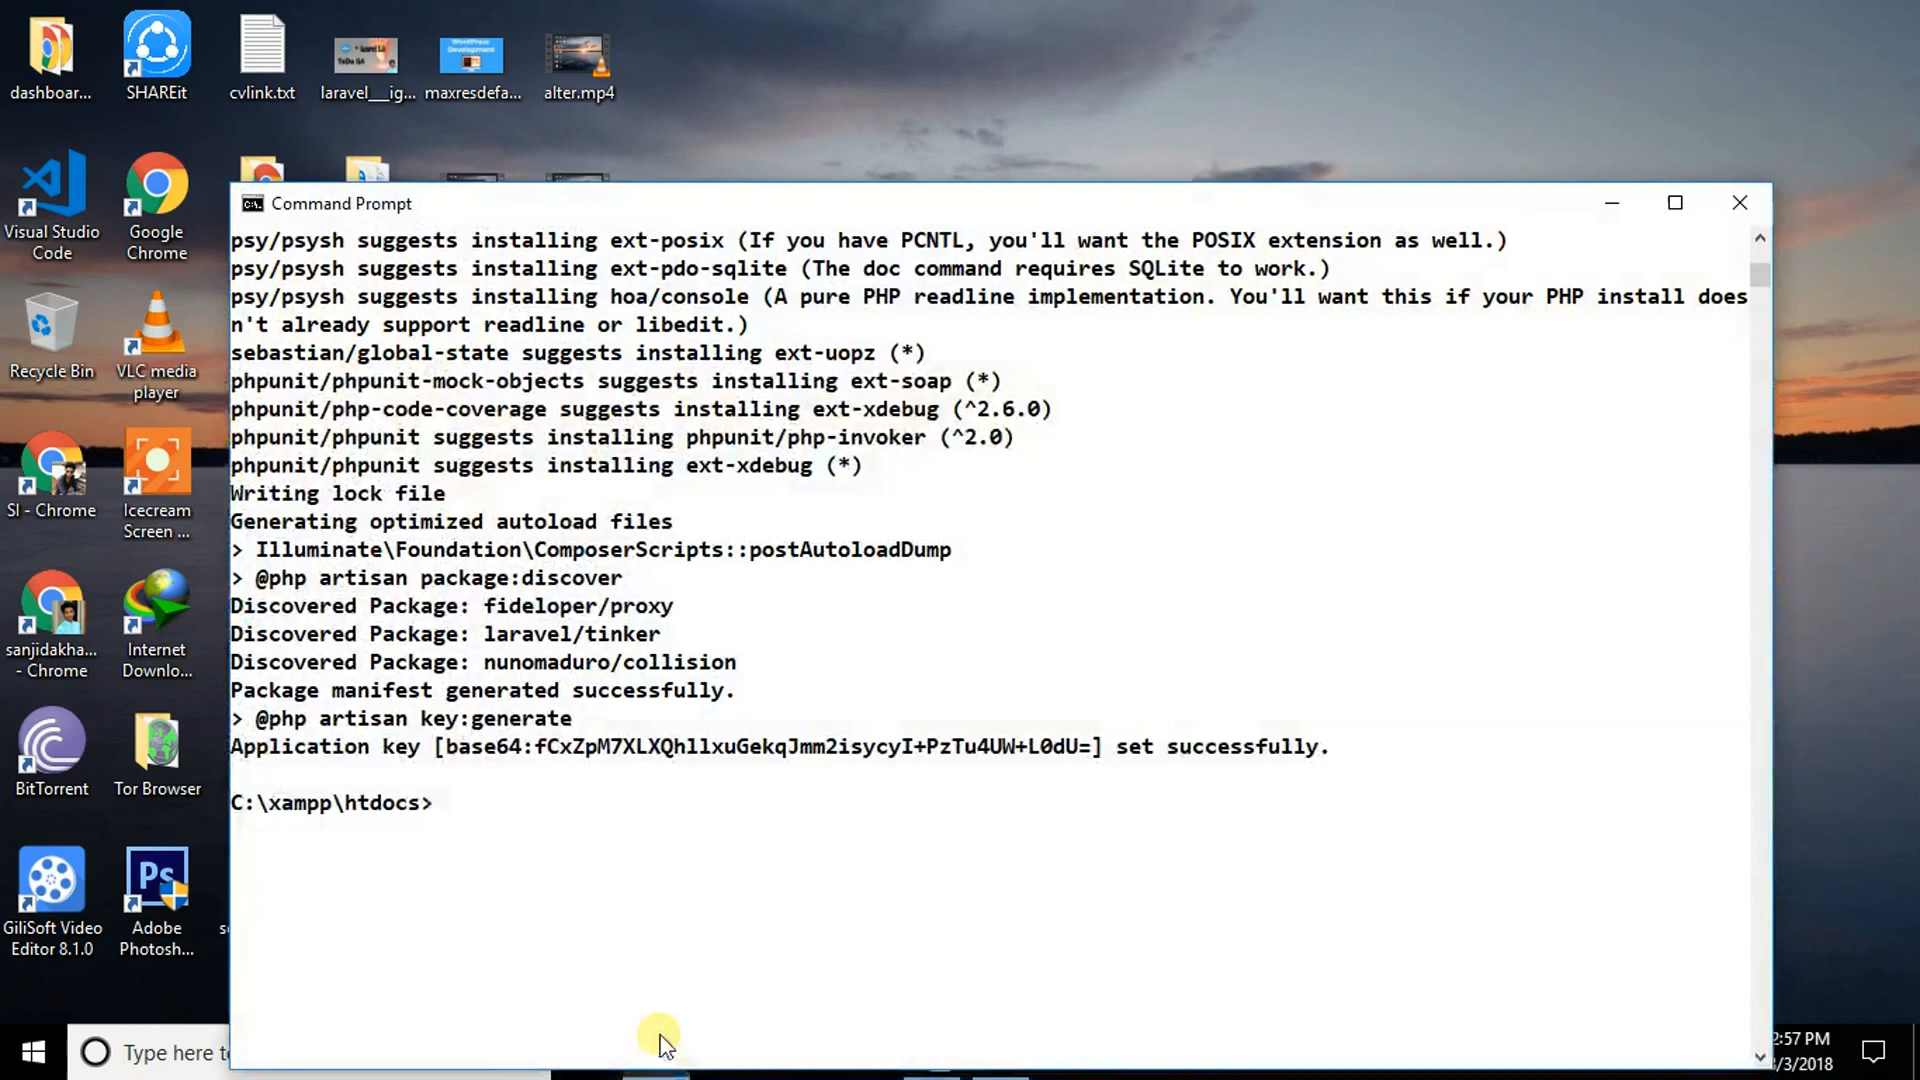 dashboar...
SHAREit
cvlink.txt
laravel__ig...
maxresdefa...
alter.mp4
Visual Studio
Code
Google
Chrome
Recycle Bin
VLC media
player
SI - Chrome
Icecream
Screen ...
sanjidakha...
- Chrome
Internet
Downlo...
BitTorrent
Tor Browser
GiliSoft Video
Editor 8.1.0
Adobe
Photosh...
Command Prompt
psy/psysh suggests installing ext-posix (If you have PCNTL, you'll want the POSIX extension as well.)
psy/psysh suggests installing ext-pdo-sqlite (The doc command requires SQLite to work.)
psy/psysh suggests installing hoa/console (A pure PHP readline implementation. You'll want this if your PHP install does
n't already support readline or libedit.)
sebastian/global-state suggests installing ext-uopz (*)
phpunit/phpunit-mock-objects suggests installing ext-soap (*)
phpunit/php-code-coverage suggests installing ext-xdebug (^2.6.0)
phpunit/phpunit suggests installing phpunit/php-invoker (^2.0)
phpunit/phpunit suggests installing ext-xdebug (*)
Writing lock file
Generating optimized autoload files
> Illuminate\Foundation\ComposerScripts::postAutoloadDump
> @php artisan package:discover
Discovered Package: fideloper/proxy
Discovered Package: laravel/tinker
Discovered Package: nunomaduro/collision
Package manifest generated successfully.
> @php artisan key:generate
Application key [base64:fCxZpM7XLXQhllxuGekqJmm2isycyI+PzTu4UW+L0dU=] set successfully.
C:\xampp\htdocs>
Type here t
:57 PM
/3/2018